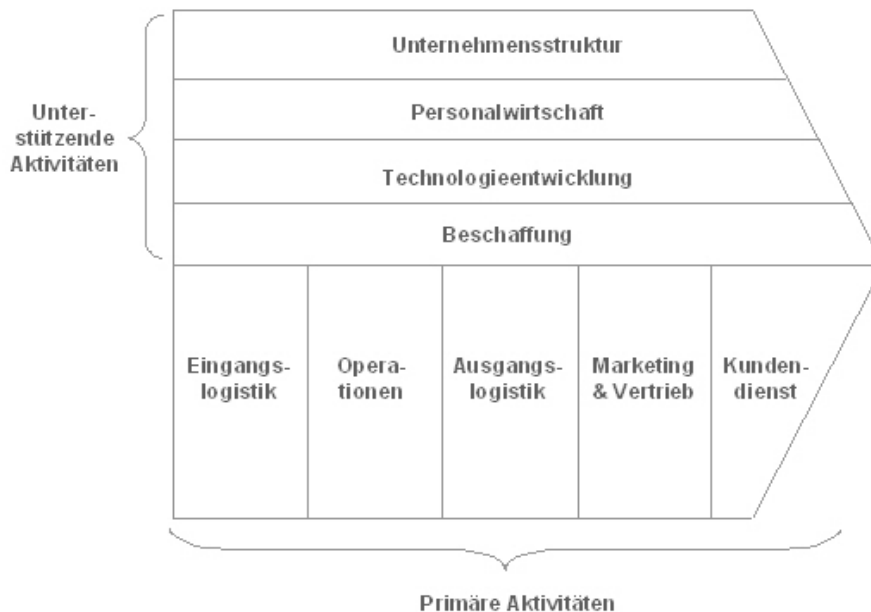 Unternehmensstruktur
Unter-
stützende
Aktivitäten
Personalwirtschaft
Technologieentwicklung
Beschaffung
Eingangs-
logistik
Opera-
tionen
Ausgangs-
logistik
Marketing
& Vertrieb
Kunden-
dienst
Primäre Aktivitäten